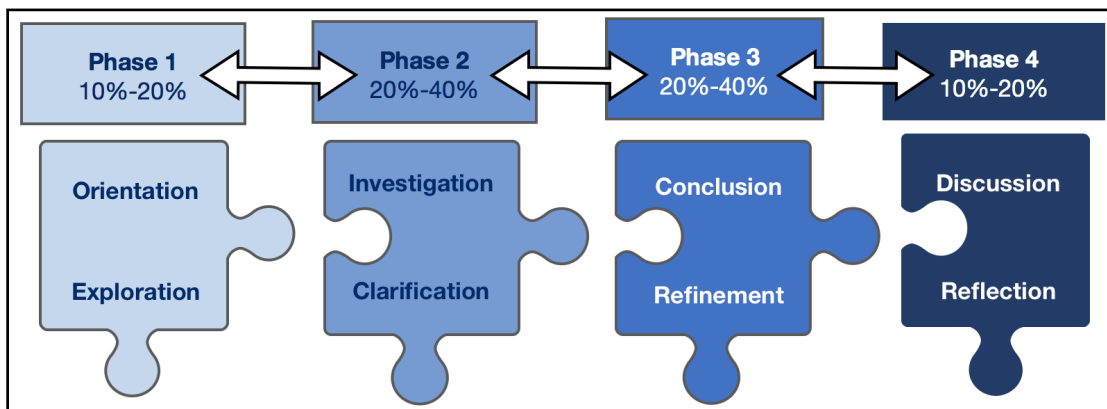 Phase 1
10%-20%
Phase 2
20%-40%
Phase 3
20%-40%
Phase 4
10%-20%
Orientation
Exploration
Investigation
Clarification
Conclusion
Refinement
Discussion
Reflection